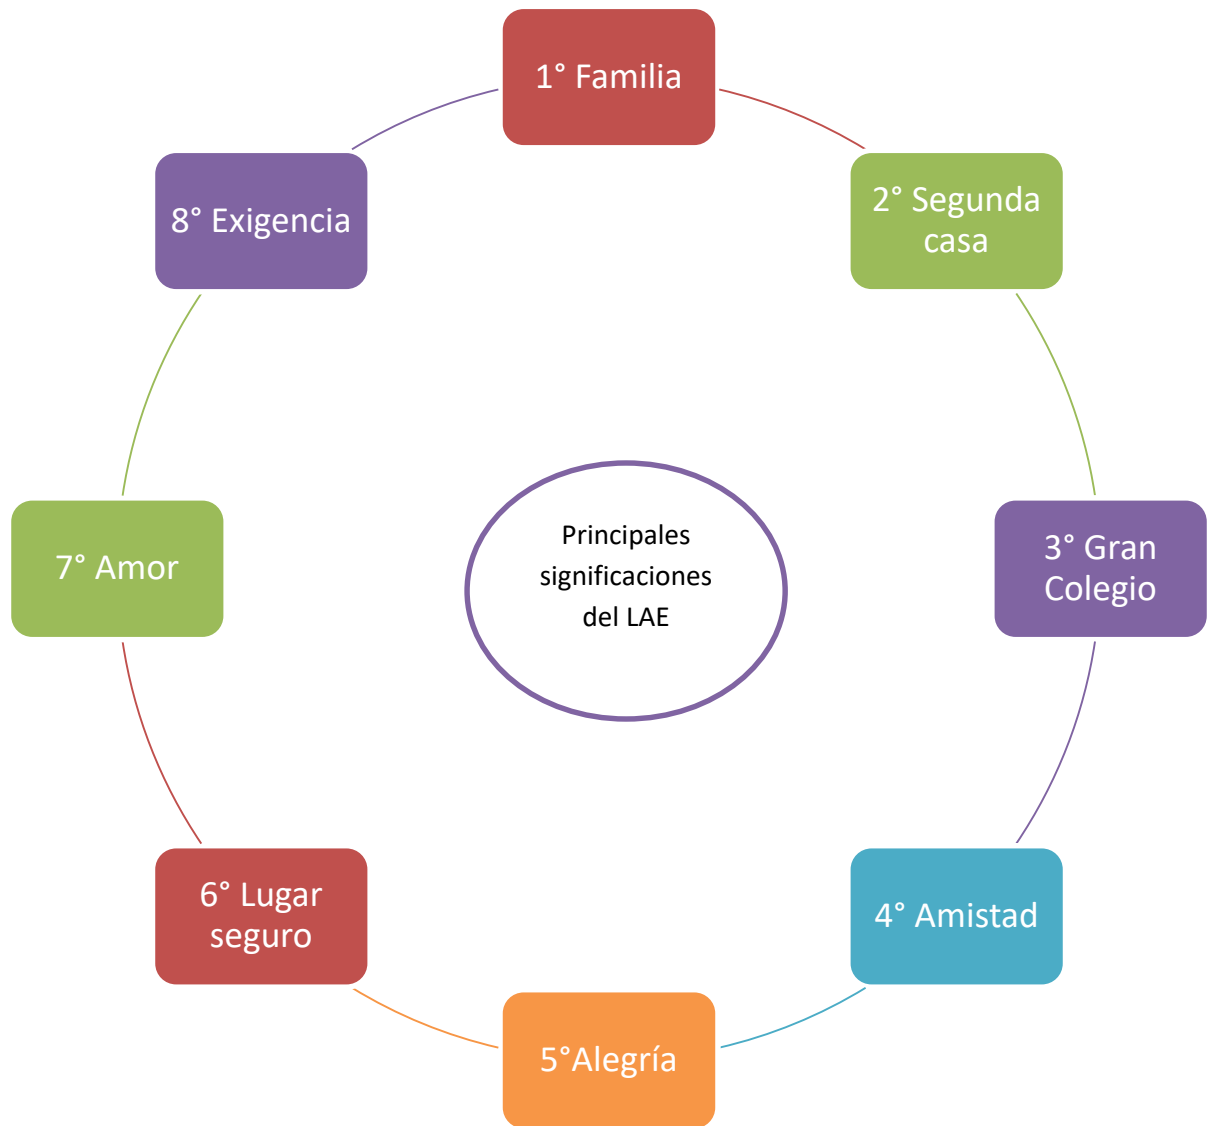 1° Familia
2° Segunda
casa
3° Gran
Colegio
4° Amistad
5°Alegría
6° Lugar
seguro
7° Amor
8° Exigencia
Principales
significaciones
del LAE